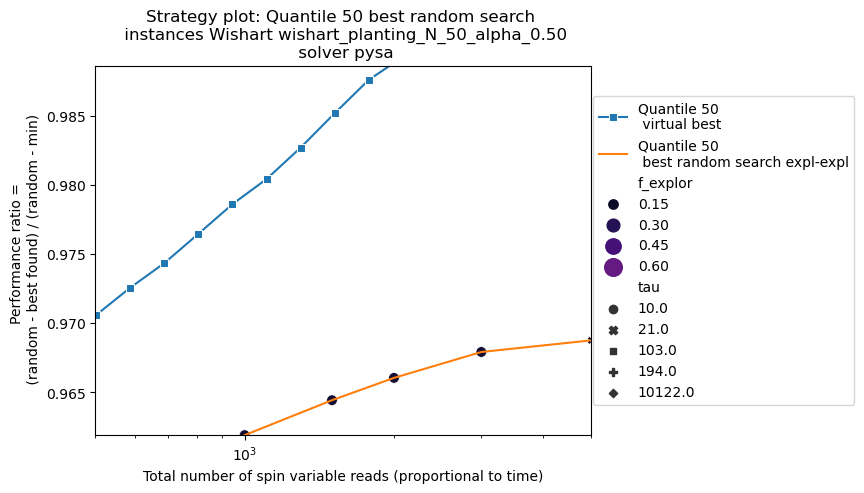 Strategy plot: Quantile 50 best random search
instances Wishart wishart_planting_N_50_alpha_0.50
solver pysa
Performance ratio =
(random - best found) / (random - min)
0.985
0.980
0.975
0.970
0.965
10³
Total number of spin variable reads (proportional to time)
Quantile 50
virtual best
Quantile 50
best random search expl-expl
f_explor
0.15
0.30
0.45
0.60
tau
10.0
21.0
103.0
194.0
10122.0